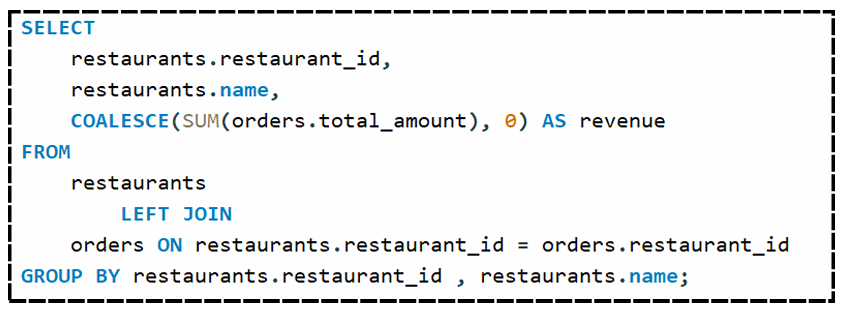 SELECT
    restaurants.restaurant_id,
    restaurants.name,
    COALESCE(SUM(orders.total_amount), 0) AS revenue
FROM
    restaurants
        LEFT JOIN
    orders ON restaurants.restaurant_id = orders.restaurant_id
GROUP BY restaurants.restaurant_id , restaurants.name;